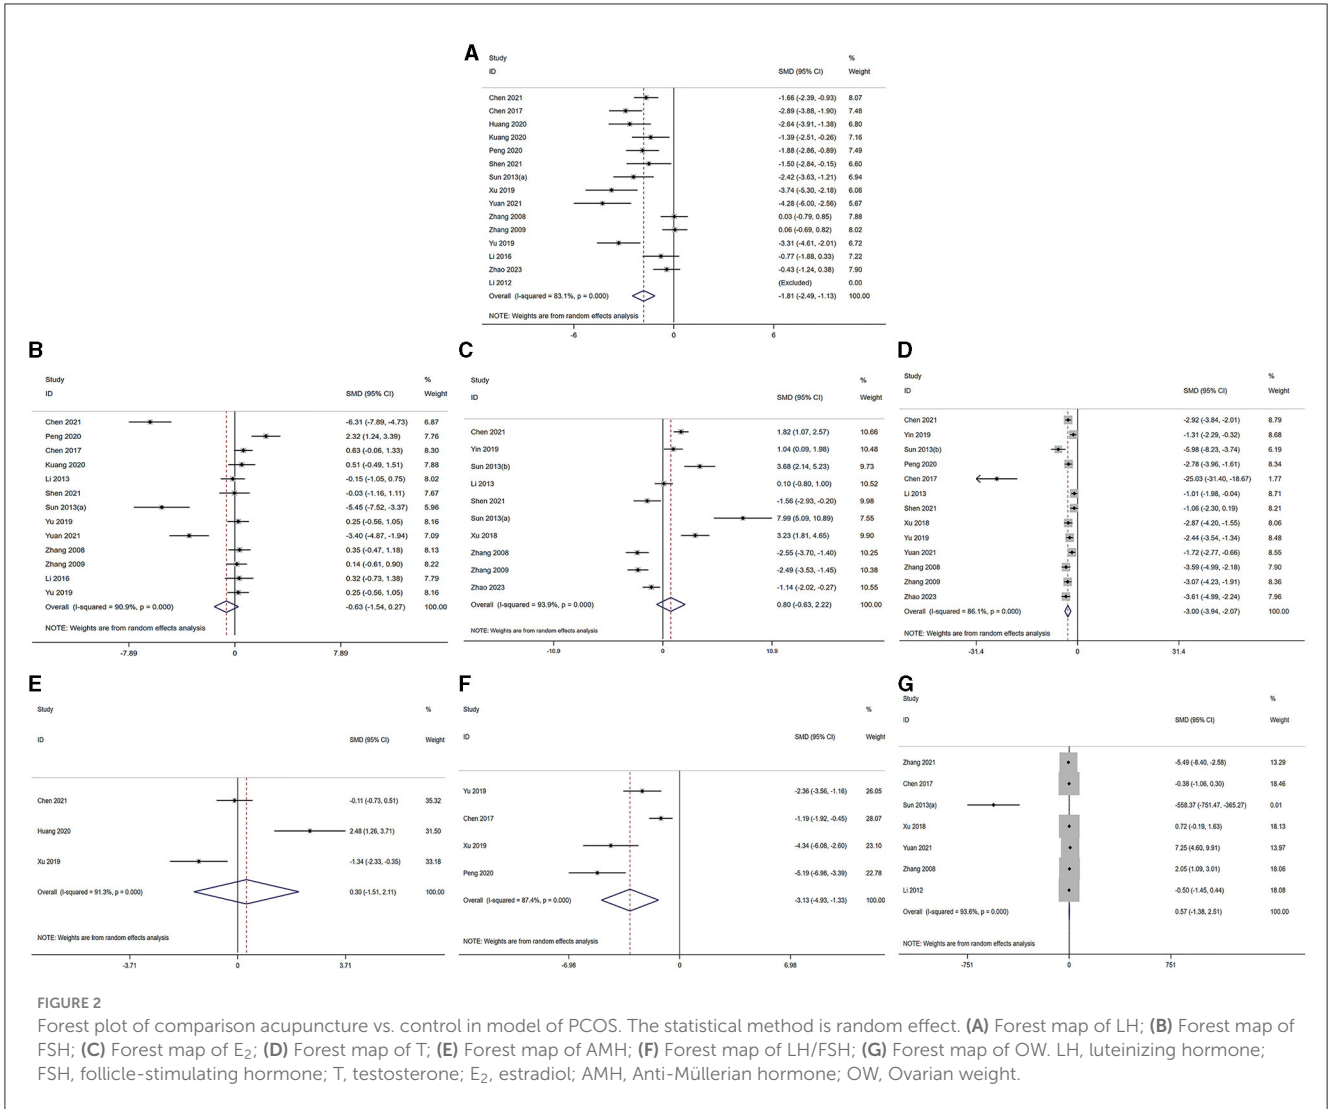 A
Study %
ID SMD (95% CI) Weight
Chen 2021 -1.66 (-2.39, -0.93) 8.07
Chen 2017 -2.89 (-3.88, -1.90) 7.48
Huang 2020 -2.64 (-3.91, -1.38) 6.80
Kuang 2020 -1.39 (-2.51, -0.26) 7.16
Peng 2020 -1.88 (-2.86, -0.89) 7.49
Shen 2021 -1.50 (-2.84, -0.15) 6.60
Sun 2013(a) -2.42 (-3.63, -1.21) 6.94
Xu 2019 -3.74 (-5.30, -2.18) 6.06
Yuan 2021 -4.28 (-6.00, -2.56) 5.67
Zhang 2008 0.03 (-0.79, 0.85) 7.88
Zhang 2009 0.06 (-0.69, 0.82) 8.02
Yu 2019 -3.31 (-4.61, -2.01) 6.72
Li 2016 -0.77 (-1.88, 0.33) 7.22
Zhao 2023 -0.43 (-1.24, 0.38) 7.90
Li 2012 (Excluded) 0.00
Overall (I-squared = 83.1%, p = 0.000) -1.81 (-2.49, -1.13) 100.00
NOTE: Weights are from random effects analysis
-6 0 6
B
Study %
ID SMD (95% CI) Weight
Chen 2021 -6.31 (-7.89, -4.73) 6.87
Peng 2020 2.32 (1.24, 3.39) 7.76
Chen 2017 0.63 (-0.06, 1.33) 8.30
Kuang 2020 0.51 (-0.49, 1.51) 7.88
Li 2013 -0.15 (-1.05, 0.75) 8.02
Shen 2021 -0.03 (-1.16, 1.11) 7.67
Sun 2013(a) -5.45 (-7.52, -3.37) 5.96
Yu 2019 0.25 (-0.56, 1.05) 8.16
Yuan 2021 -3.40 (-4.87, -1.94) 7.09
Zhang 2008 0.35 (-0.47, 1.18) 8.13
Zhang 2009 0.14 (-0.61, 0.90) 8.22
Li 2016 0.32 (-0.73, 1.38) 7.79
Yu 2019 0.25 (-0.56, 1.05) 8.16
Overall (I-squared = 90.9%, p = 0.000) -0.63 (-1.54, 0.27) 100.00
NOTE: Weights are from random effects analysis
-7.89 0 7.89
C
Study %
ID SMD (95% CI) Weight
Chen 2021 1.82 (1.07, 2.57) 10.66
Yin 2019 1.04 (0.09, 1.98) 10.48
Sun 2013(b) 3.68 (2.14, 5.23) 9.73
Li 2013 0.10 (-0.80, 1.00) 10.52
Shen 2021 -1.56 (-2.93, -0.20) 9.98
Sun 2013(a) 7.99 (5.09, 10.89) 7.55
Xu 2018 3.23 (1.81, 4.65) 9.90
Zhang 2008 -2.55 (-3.70, -1.40) 10.25
Zhang 2009 -2.49 (-3.53, -1.45) 10.38
Zhao 2023 -1.14 (-2.02, -0.27) 10.55
Overall (I-squared = 93.9%, p = 0.000) 0.80 (-0.63, 2.22) 100.00
NOTE: Weights are from random effects analysis
-10.9 0 10.9
D
Study %
ID SMD (95% CI) Weight
Chen 2021 -2.92 (-3.84, -2.01) 8.79
Yin 2019 -1.31 (-2.29, -0.32) 8.68
Sun 2013(b) -5.98 (-8.23, -3.74) 6.19
Peng 2020 -2.78 (-3.96, -1.61) 8.34
Chen 2017 -25.03 (-31.40, -18.67) 1.77
Li 2013 -1.01 (-1.98, -0.04) 8.71
Shen 2021 -1.06 (-2.30, 0.19) 8.21
Xu 2018 -2.87 (-4.20, -1.55) 8.06
Yu 2019 -2.44 (-3.54, -1.34) 8.48
Yuan 2021 -1.72 (-2.77, -0.66) 8.55
Zhang 2008 -3.59 (-4.99, -2.18) 7.90
Zhang 2009 -3.07 (-4.23, -1.91) 8.36
Zhao 2023 -3.61 (-4.99, -2.24) 7.96
Overall (I-squared = 86.1%, p = 0.000) -3.00 (-3.94, -2.07) 100.00
NOTE: Weights are from random effects analysis
-31.4 0 31.4
E
Study %
ID SMD (95% CI) Weight
Chen 2021 -0.11 (-0.73, 0.51) 35.32
Huang 2020 2.48 (1.26, 3.71) 31.50
Xu 2019 -1.34 (-2.33, -0.35) 33.18
Overall (I-squared = 91.3%, p = 0.000) 0.30 (-1.51, 2.11) 100.00
NOTE: Weights are from random effects analysis
-3.71 0 3.71
F
Study %
ID SMD (95% CI) Weight
Yu 2019 -2.36 (-3.56, -1.16) 26.05
Chen 2017 -1.19 (-1.92, -0.45) 28.07
Xu 2019 -4.34 (-6.08, -2.60) 23.10
Peng 2020 -5.19 (-6.98, -3.39) 22.78
Overall (I-squared = 87.4%, p = 0.000) -3.13 (-4.93, -1.33) 100.00
NOTE: Weights are from random effects analysis
-6.98 0 6.98
G
Study %
ID SMD (95% CI) Weight
Zhang 2021 -5.49 (-8.40, -2.58) 13.29
Chen 2017 -0.38 (-1.06, 0.30) 18.46
Sun 2013(a) -558.37 (-751.47, -365.27) 0.01
Xu 2018 0.72 (-0.19, 1.63) 18.13
Yuan 2021 7.25 (4.60, 9.91) 13.97
Zhang 2008 2.05 (1.09, 3.01) 18.06
Li 2012 -0.50 (-1.45, 0.44) 18.08
Overall (I-squared = 93.6%, p = 0.000) 0.57 (-1.38, 2.51) 100.00
NOTE: Weights are from random effects analysis
-751 0 751
FIGURE 2
Forest plot of comparison acupuncture vs. control in model of PCOS. The statistical method is random effect. (A) Forest map of LH; (B) Forest map of
FSH; (C) Forest map of E₂; (D) Forest map of T; (E) Forest map of AMH; (F) Forest map of LH/FSH; (G) Forest map of OW. LH, luteinizing hormone;
FSH, follicle-stimulating hormone; T, testosterone; E₂, estradiol; AMH, Anti-Müllerian hormone; OW, Ovarian weight.